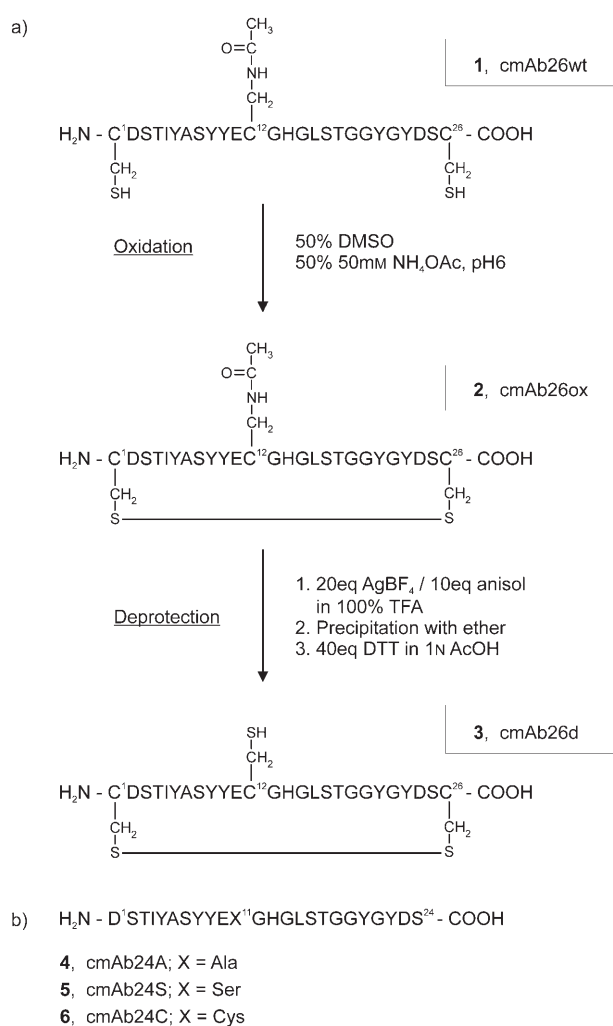 a)
CH₃
O=C
NH
CH₂
1, cmAb26wt
H₂N - C¹DSTIYASYYEC¹²GHGLSTGGYGYDSC²⁶ - COOH
CH₂ CH₂
SH SH
Oxidation
50% DMSO
50% 50mM NH₄OAc, pH6
CH₃
O=C
NH
CH₂
2, cmAb26ox
H₂N - C¹DSTIYASYYEC¹²GHGLSTGGYGYDSC²⁶ - COOH
CH₂ CH₂
S S
Deprotection
1. 20eq AgBF₄ / 10eq anisol
in 100% TFA
2. Precipitation with ether
3. 40eq DTT in 1N AcOH
SH
CH₂
3, cmAb26d
H₂N - C¹DSTIYASYYEC¹²GHGLSTGGYGYDSC²⁶ - COOH
CH₂ CH₂
S S
b) H₂N - D¹STIYASYYEX¹¹GHGLSTGGYGYDS²⁴ - COOH
4, cmAb24A; X = Ala
5, cmAb24S; X = Ser
6, cmAb24C; X = Cys